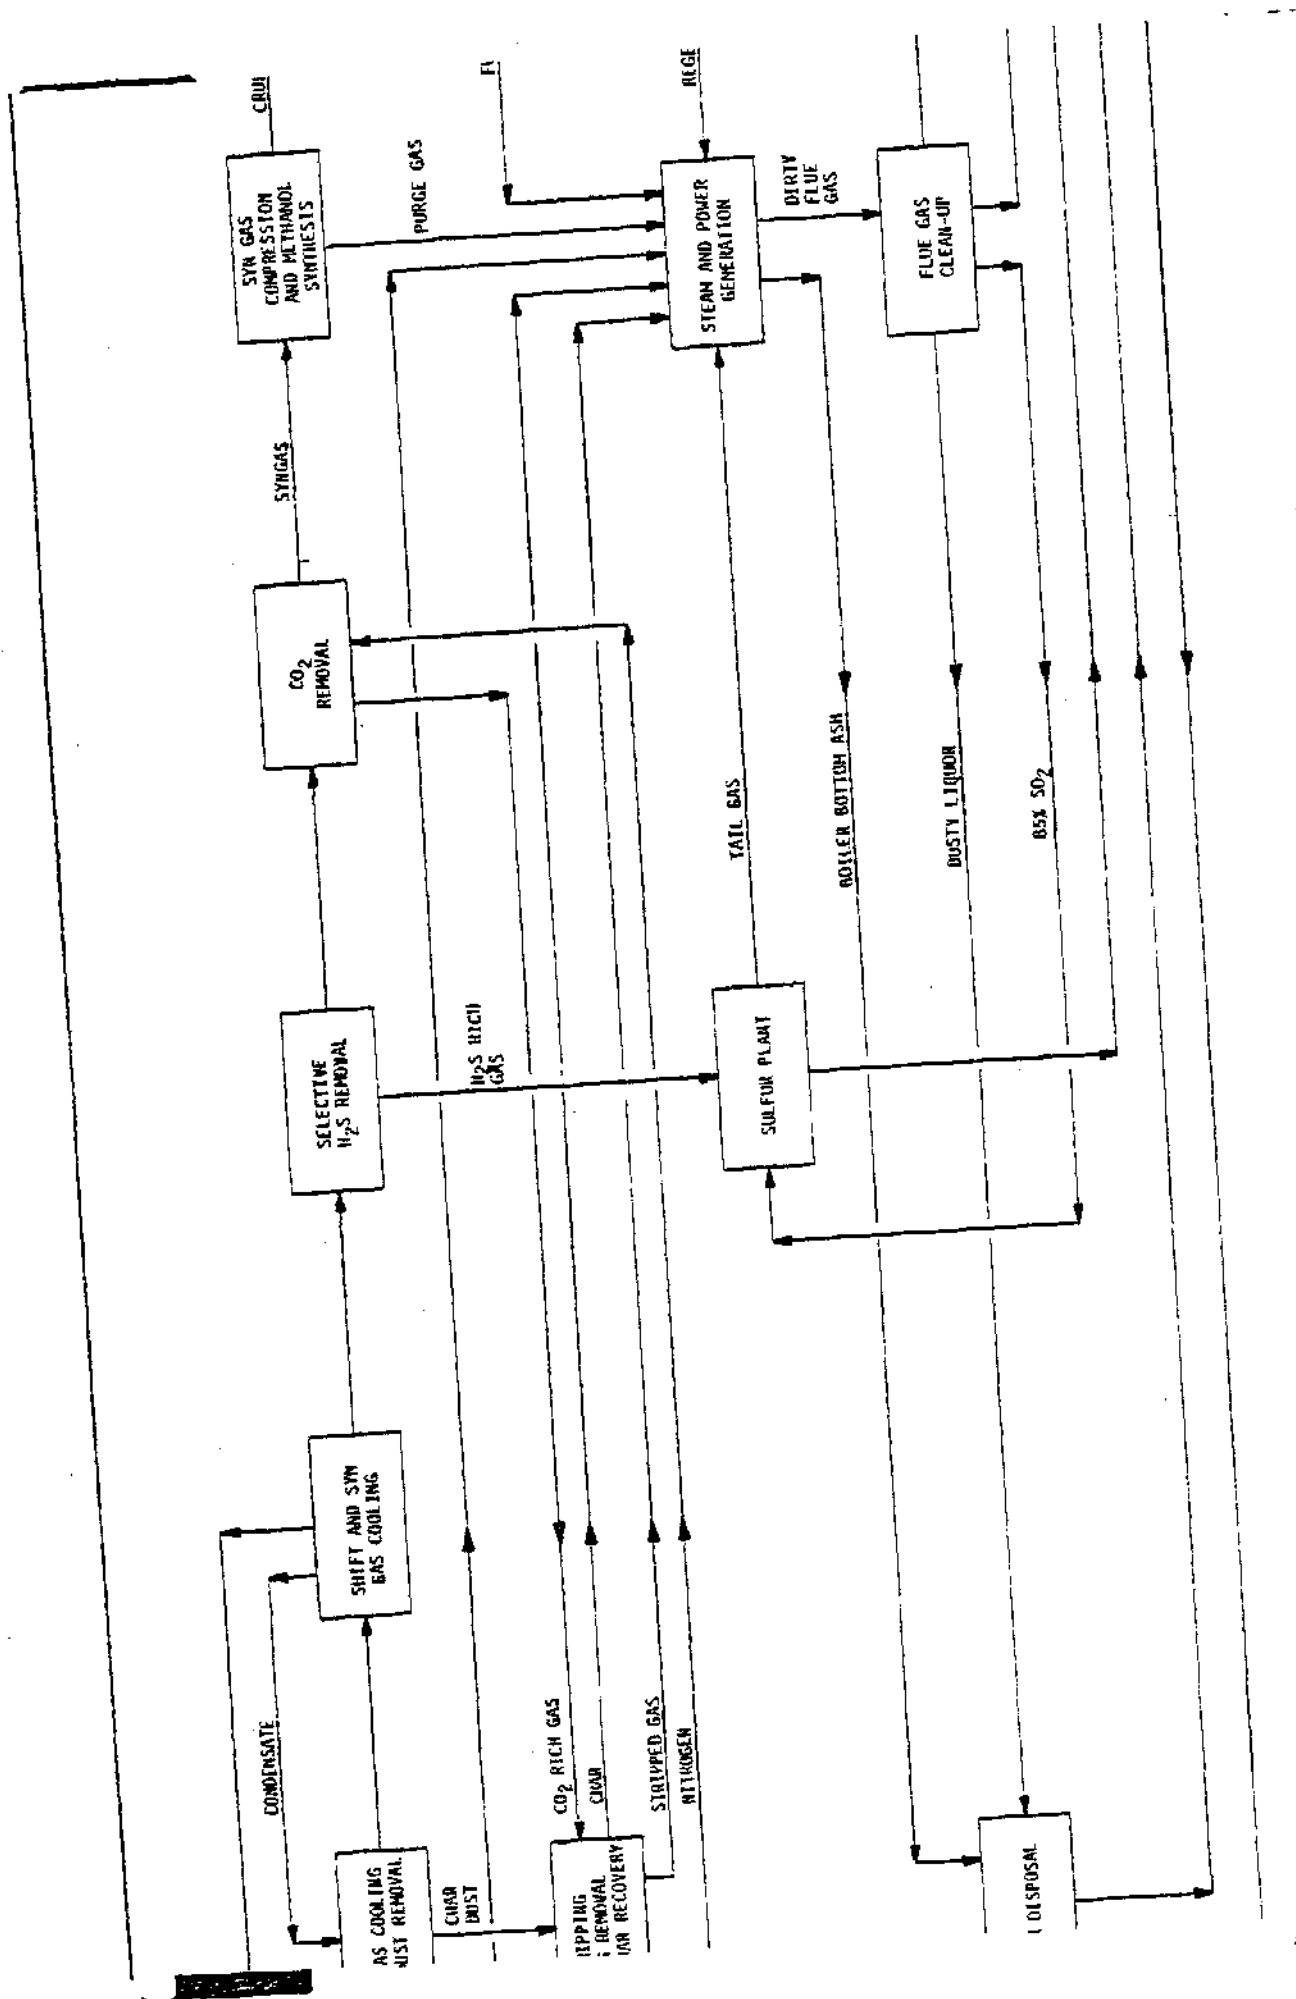 CRUI
SYN GAS
COMPRESSION
AND METHANOL
SYNTHESIS
SYNGAS
CO2
REMOVAL
SELECTIVE
H2S REMOVAL
SHIFT AND SYN
GAS COOLING
CONDENSATE
AS COOLING
UST REMOVAL
PURGE GAS
H2S RICH
GAS
CHAR
DUST
REGE
STEAM AND POWER
GENERATION
CO2 RICH GAS
CHAR
STRIPPED GAS
NITROGEN
IPPING
REMOVAL
AR RECOVERY
TAIL GAS
SULFUR PLANT
DIRTY
FLUE
GAS
BOILER BOTTOM ASH
FLUE GAS
CLEAN-UP
DUSTY LIQUOR
85% SO2
DISPOSAL